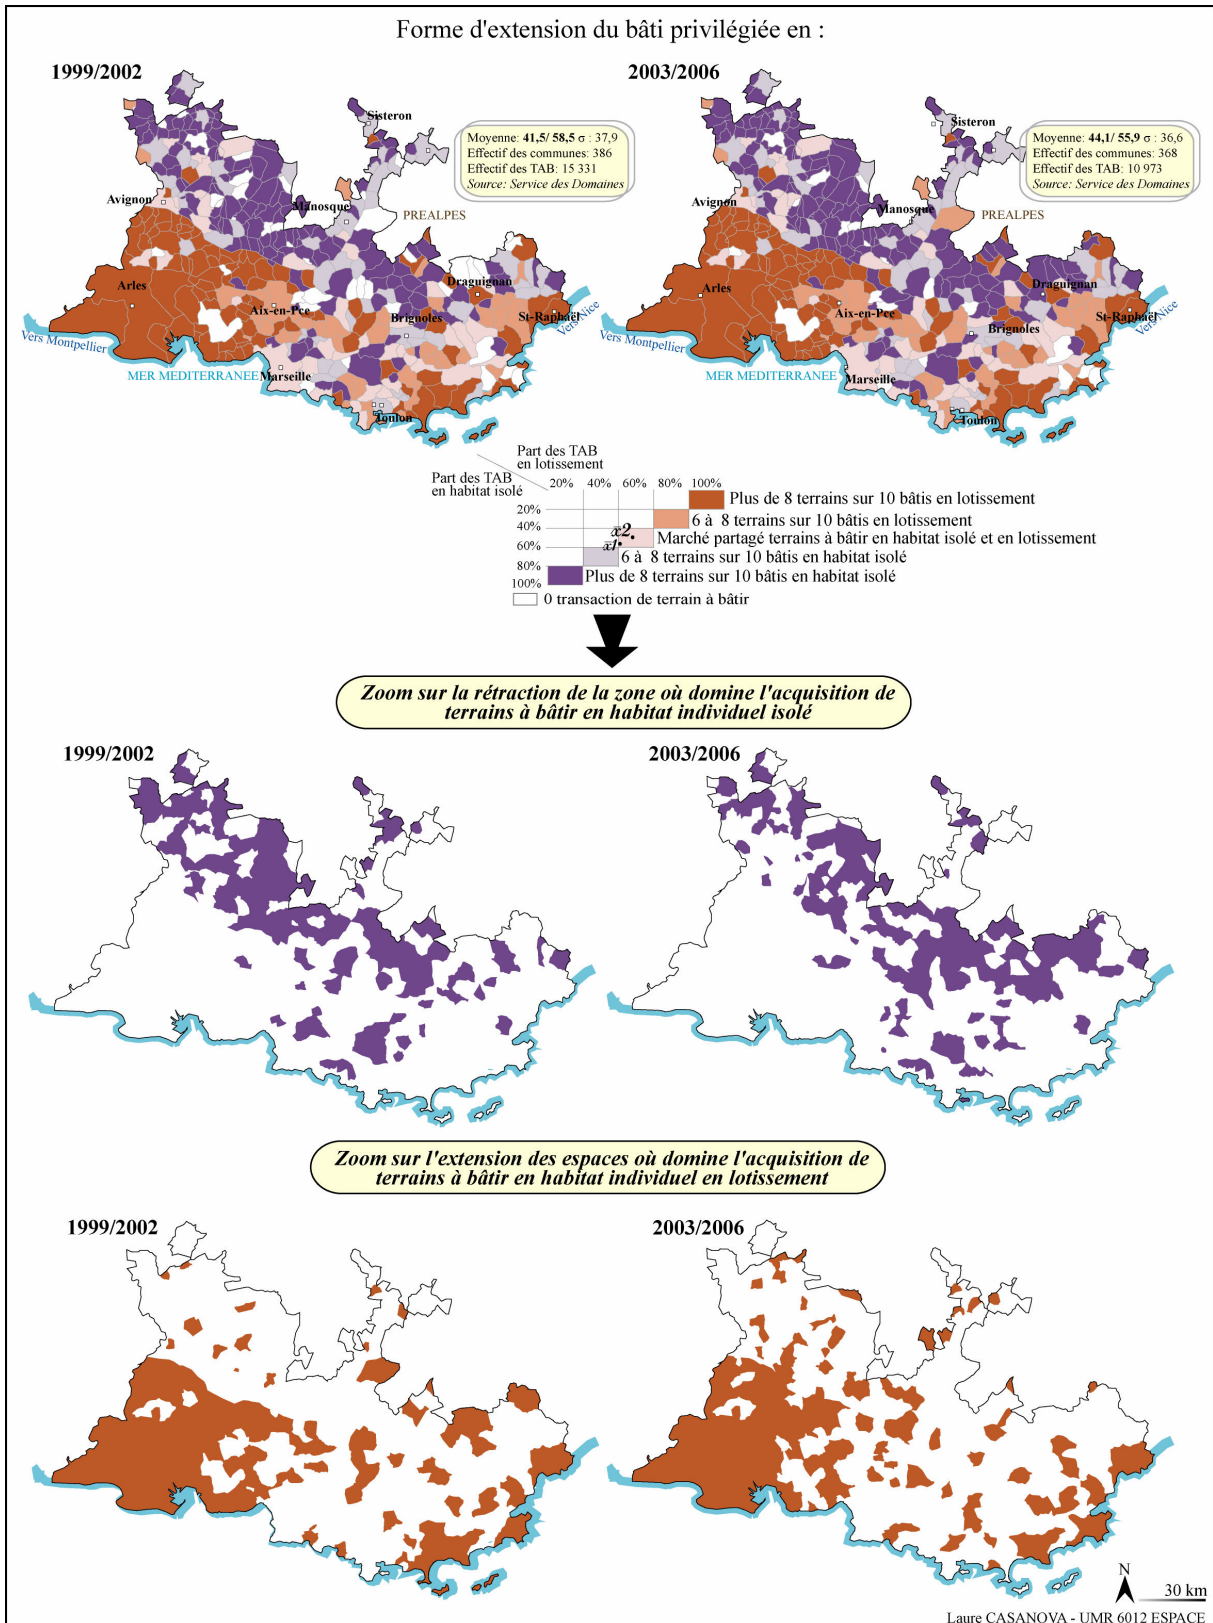 Forme d'extension du bâti privilégiée en :
1999/2002
Sisteron
Moyenne: 41,5/ 58,5 σ : 37,9
Effectif des communes: 386
Effectif des TAB: 15 331
Source: Service des Domaines
Avignon
Manosque
PREALPES
Arles
Draguignan
Aix-en-Pce
Brignoles
St-Raphaël
Vers Nice
Vers Montpellier
MER MEDITERRANEE
Marseille
Toulon
2003/2006
Sisteron
Moyenne: 44,1/ 55,9 σ : 36,6
Effectif des communes: 368
Effectif des TAB: 10 973
Source: Service des Domaines
Avignon
Manosque
PREALPES
Arles
Draguignan
Aix-en-Pce
Brignoles
St-Raphaël
Vers Nice
Vers Montpellier
MER MEDITERRANEE
Marseille
Toulon
Part des TAB
en lotissement
Part des TAB
en habitat isolé
20% 40% 60% 80% 100%
Plus de 8 terrains sur 10 bâtis en lotissement
20%
6 à 8 terrains sur 10 bâtis en lotissement
40%
x2
Marché partagé terrains à bâtir en habitat isolé et en lotissement
x1
60%
6 à 8 terrains sur 10 bâtis en habitat isolé
80%
Plus de 8 terrains sur 10 bâtis en habitat isolé
100%
0 transaction de terrain à bâtir
Zoom sur la rétraction de la zone où domine l'acquisition de
terrains à bâtir en habitat individuel isolé
1999/2002
2003/2006
Zoom sur l'extension des espaces où domine l'acquisition de
terrains à bâtir en habitat individuel en lotissement
1999/2002
2003/2006
N
30 km
Laure CASANOVA - UMR 6012 ESPACE